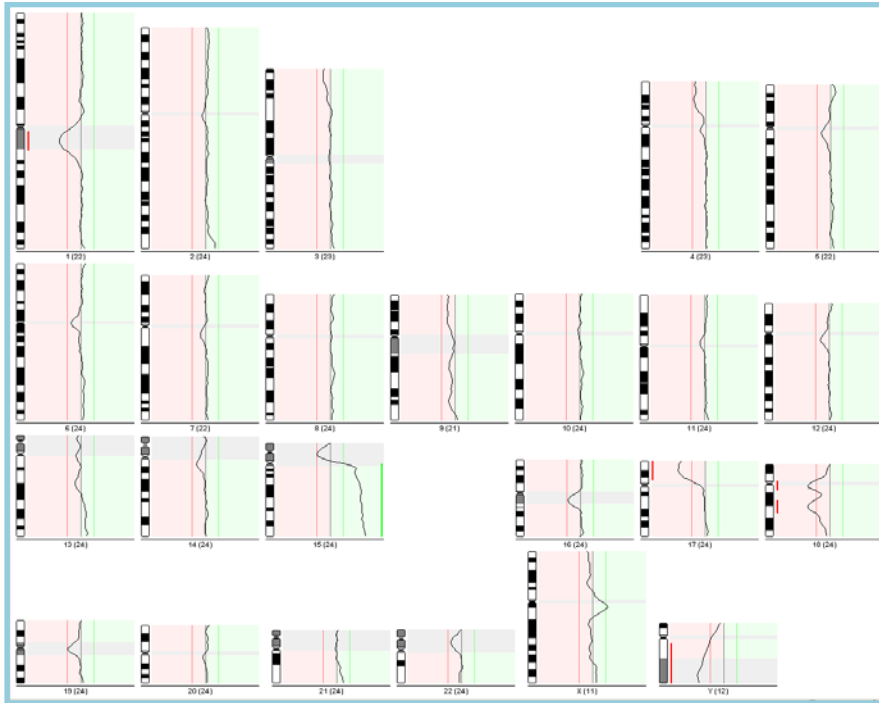 1 (22) 2 (24) 3 (23) 4 (23) 5 (22)
6 (24) 7 (22) 8 (24) 9 (21) 10 (24) 11 (24) 12 (24)
13 (24) 14 (24) 15 (24) 16 (24) 17 (24) 18 (24)
19 (24) 20 (24) 21 (24) 22 (24) X (11) Y (12)